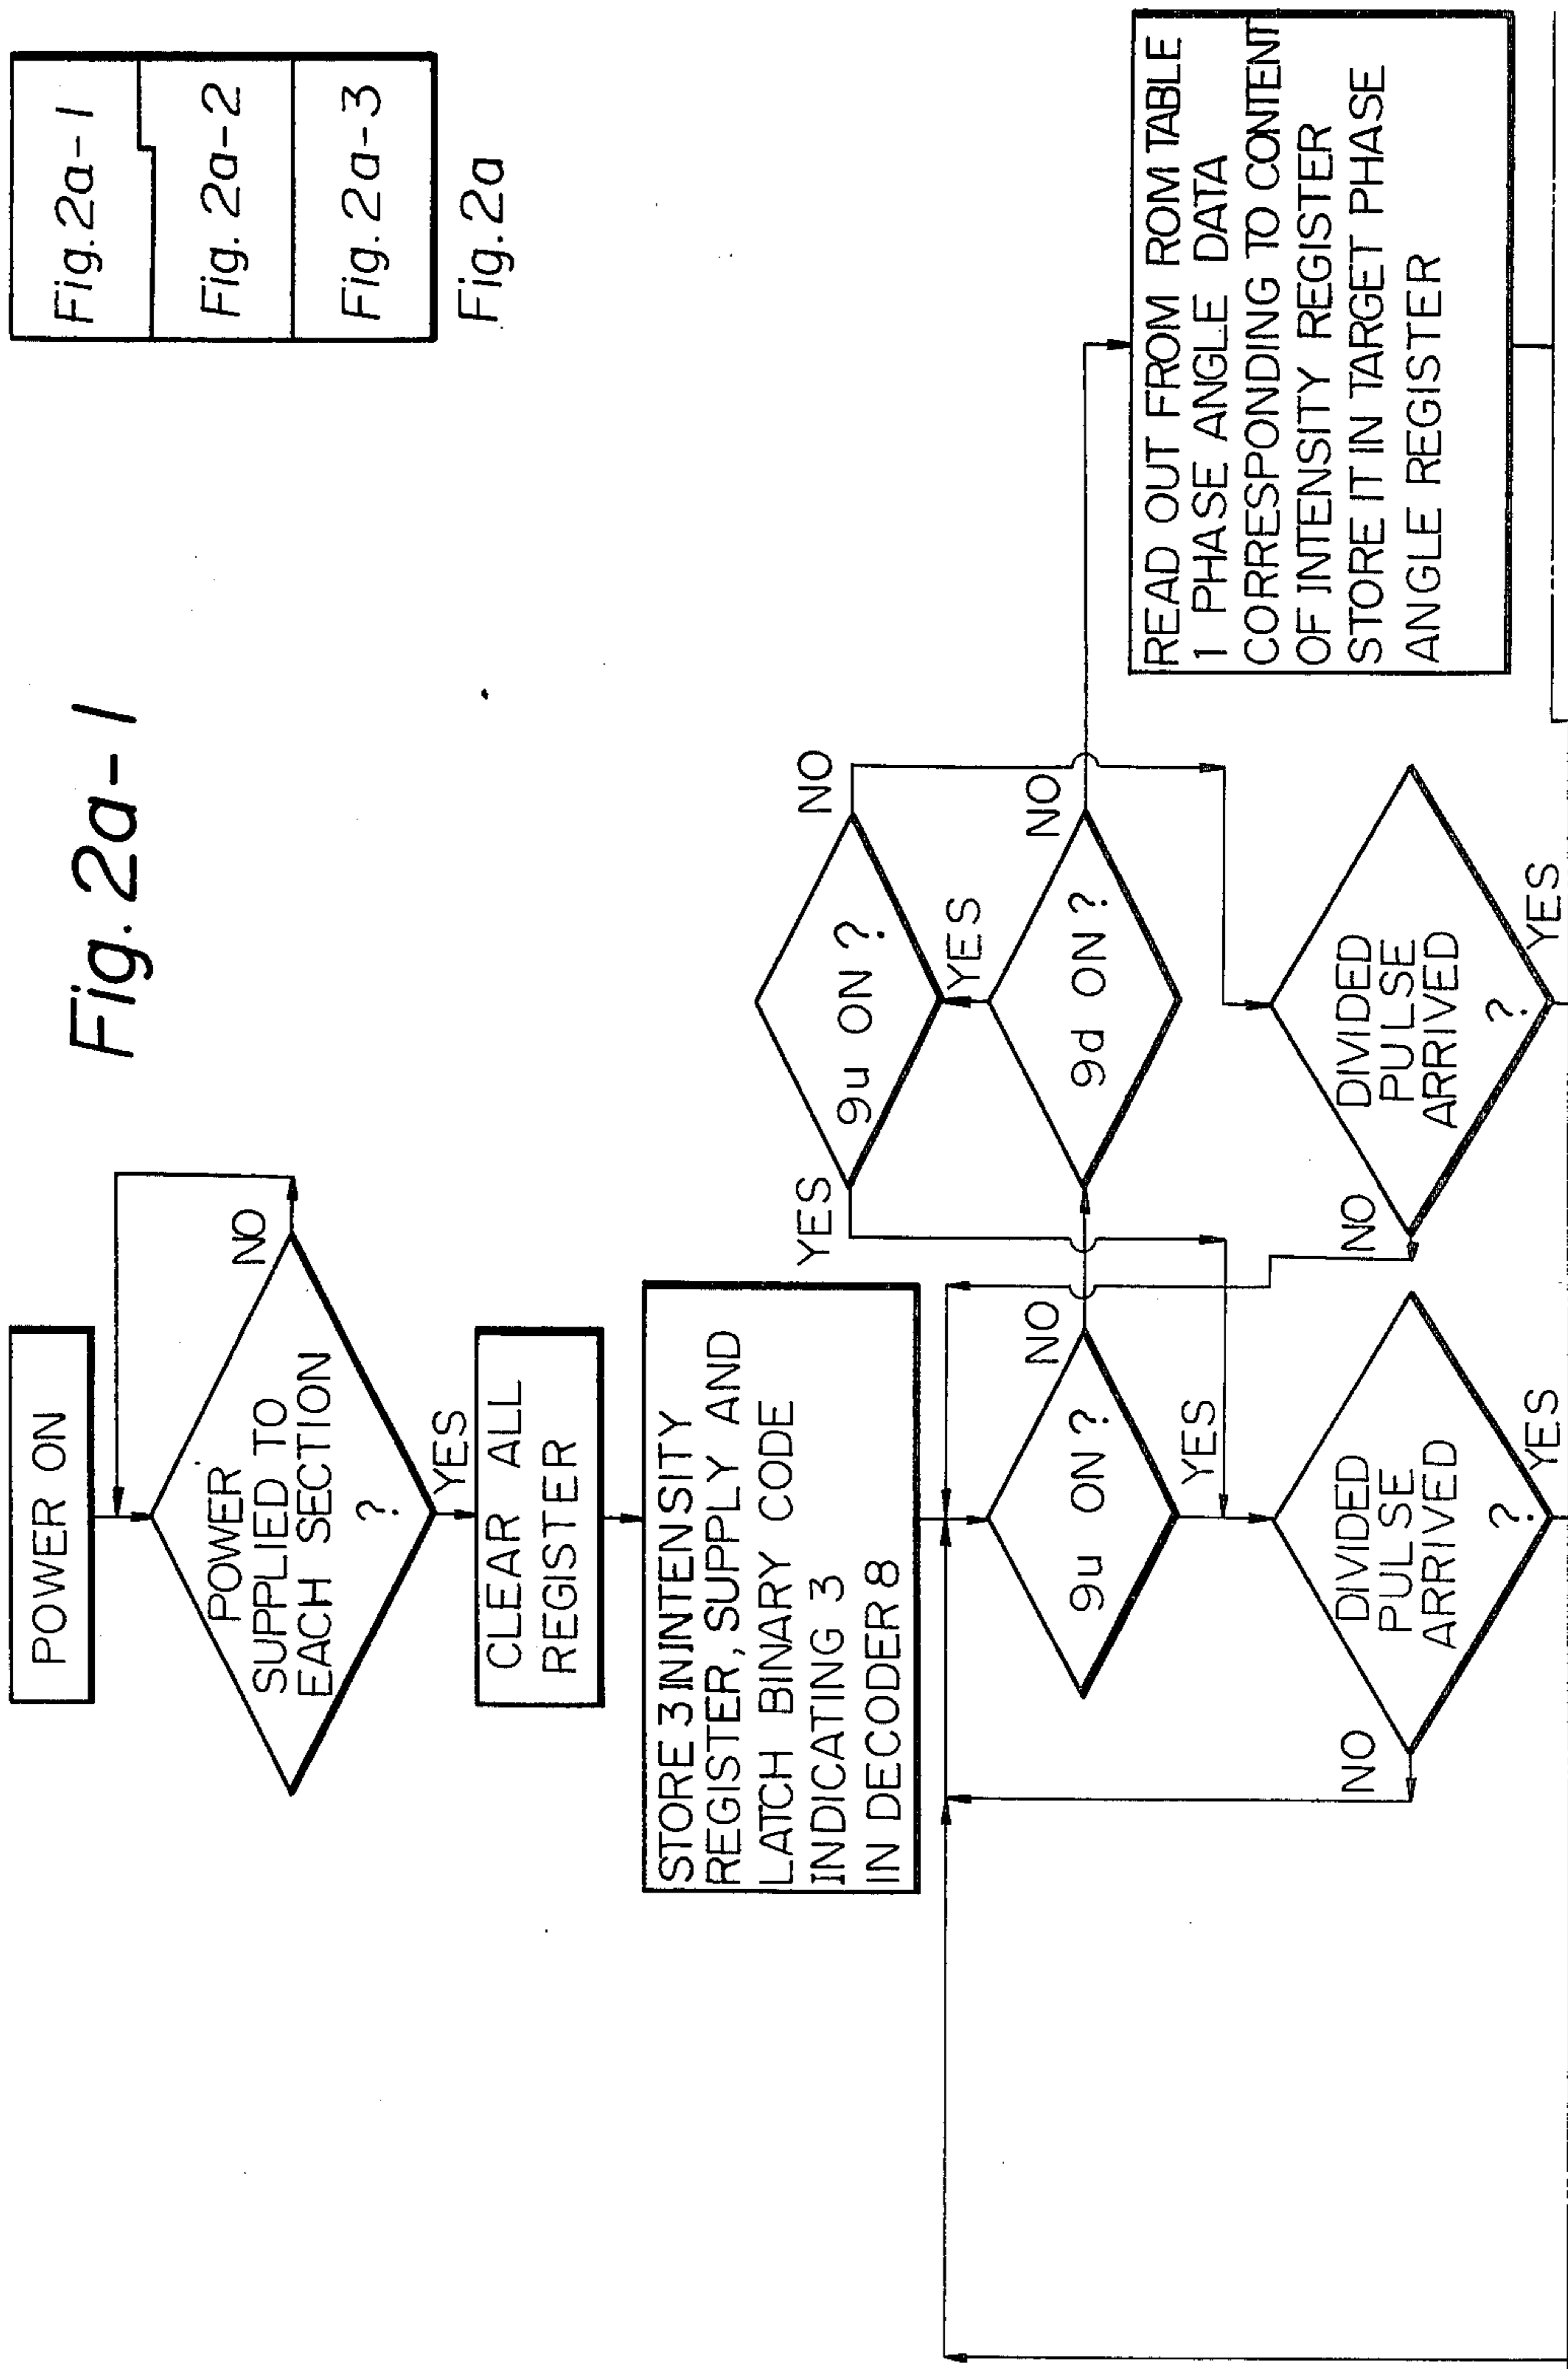 Fig. 2a-1
Fig. 2a-1
Fig. 2a-2
Fig. 2a-3
Fig. 2a
POWER ON
POWER
SUPPLIED TO
EACH SECTION
?
NO
YES
CLEAR ALL
REGISTER
STORE 3 IN INTENSITY
REGISTER, SUPPLY AND
LATCH BINARY CODE
INDICATING 3
IN DECODER 8
9u ON ?
NO
YES
9u ON ?
YES
NO
9d ON ?
YES
NO
DIVIDED
PULSE
ARRIVED
?
NO
YES
DIVIDED
PULSE
ARRIVED
?
NO
YES
READ OUT FROM ROM TABLE
1 PHASE ANGLE DATA
CORRESPONDING TO CONTENT
OF INTENSITY REGISTER
STORE IT IN TARGET PHASE
ANGLE REGISTER